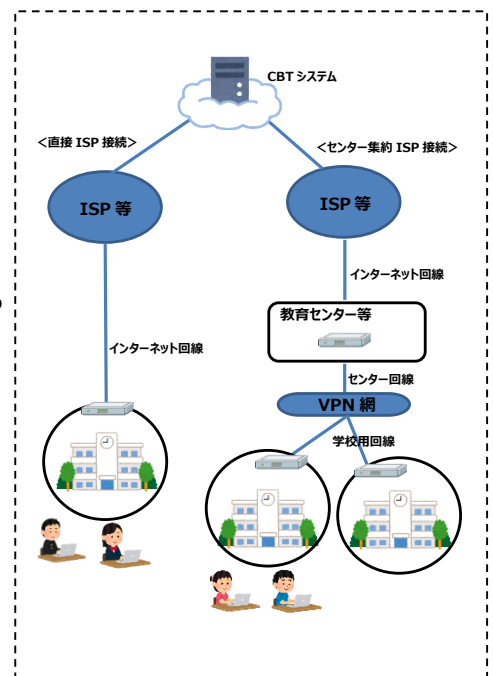 CBT システム
＜直接 ISP 接続＞
＜センター集約 ISP 接続＞
ISP 等
ISP 等
インターネット回線
教育センター等
インターネット回線
センター回線
VPN 網
学校用回線